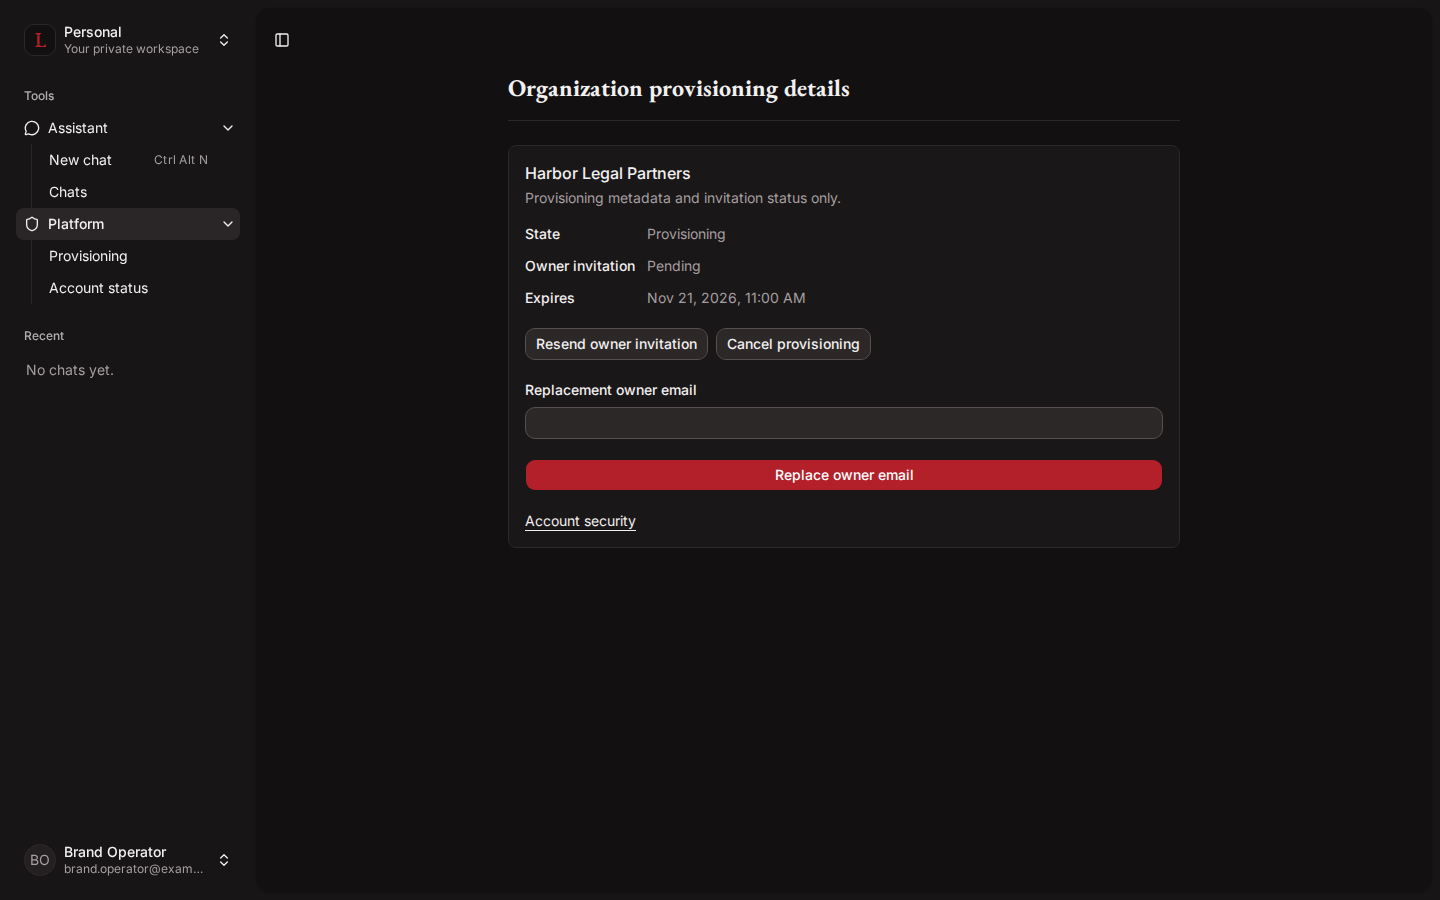 L
Personal
Your private workspace
Tools
Assistant
New chat Ctrl Alt N
Chats
Platform
Provisioning
Account status
Recent
No chats yet.
BO
Brand Operator
brand.operator@exam...
Organization provisioning details
Harbor Legal Partners
Provisioning metadata and invitation status only.
State Provisioning
Owner invitation Pending
Expires Nov 21, 2026, 11:00 AM
Resend owner invitation Cancel provisioning
Replacement owner email
Replace owner email
Account security